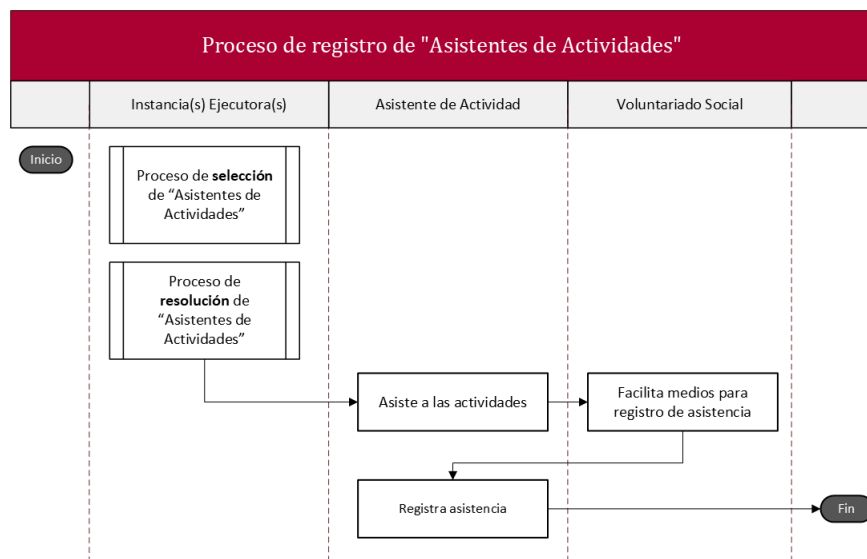 Proceso de registro de "Asistentes de Actividades"
Instancia(s) Ejecutora(s)
Asistente de Actividad
Voluntariado Social
Inicio
Proceso de selección
de “Asistentes de
Actividades”
Proceso de
resolución de
“Asistentes de
Actividades”
Asiste a las actividades
Facilita medios para
registro de asistencia
Registra asistencia
Fin